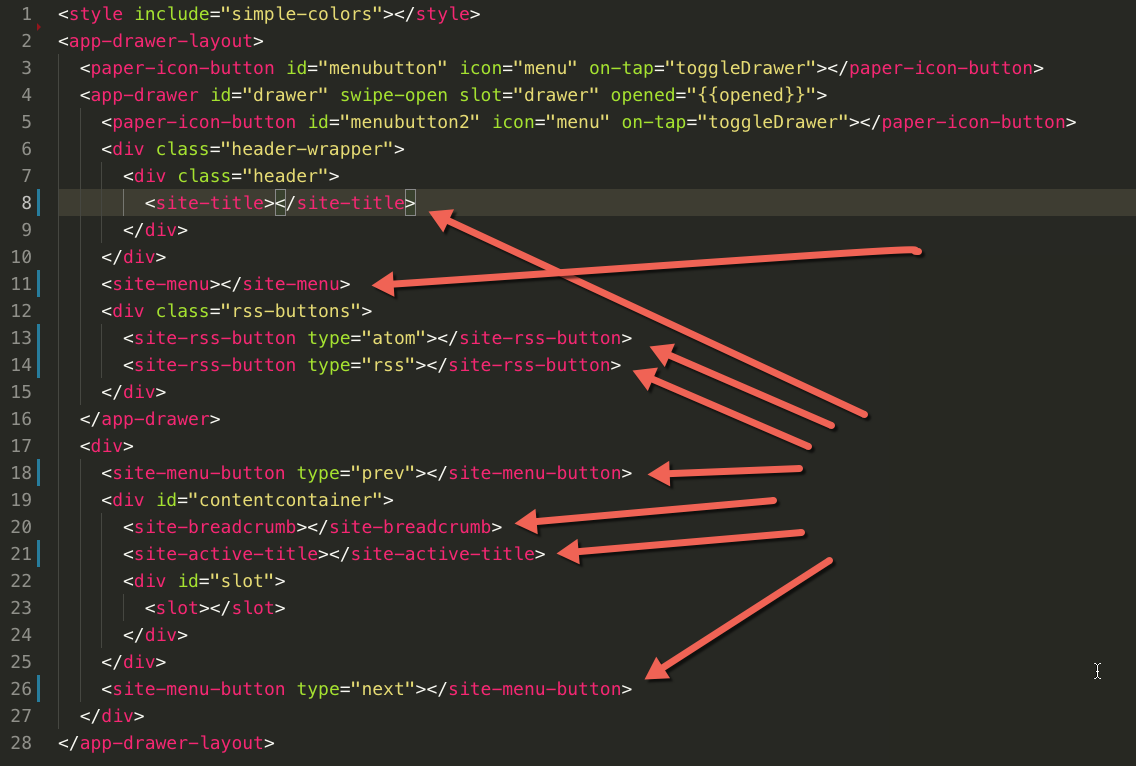 1 <style include="simple-colors"></style>
2 <app-drawer-layout>
3   <paper-icon-button id="menubutton" icon="menu" on-tap="toggleDrawer"></paper-icon-button>
4   <app-drawer id="drawer" swipe-open slot="drawer" opened="{{opened}}">
5     <paper-icon-button id="menubutton2" icon="menu" on-tap="toggleDrawer"></paper-icon-button>
6     <div class="header-wrapper">
7       <div class="header">
8         <site-title></site-title>
9       </div>
10     </div>
11     <site-menu></site-menu>
12     <div class="rss-buttons">
13       <site-rss-button type="atom"></site-rss-button>
14       <site-rss-button type="rss"></site-rss-button>
15     </div>
16   </app-drawer>
17   <div>
18     <site-menu-button type="prev"></site-menu-button>
19     <div id="contentcontainer">
20       <site-breadcrumb></site-breadcrumb>
21       <site-active-title></site-active-title>
22       <div id="slot">
23         <slot></slot>
24       </div>
25     </div>
26     <site-menu-button type="next"></site-menu-button>
27   </div>
28 </app-drawer-layout>